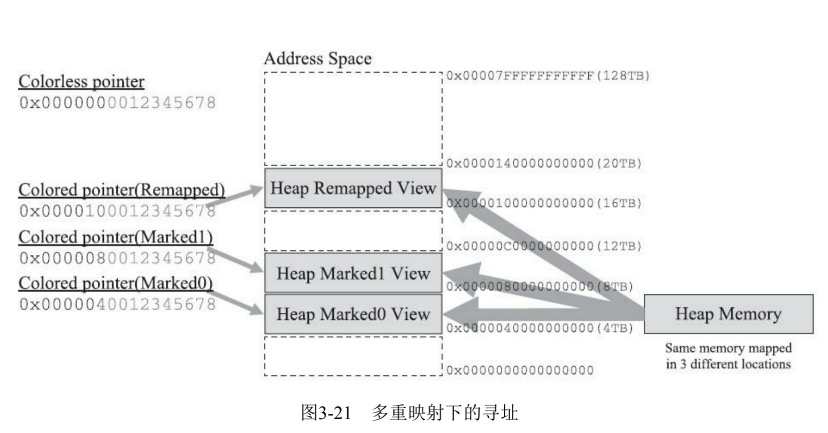 Address Space
Colorless pointer
0x0000000012345678
0x00007FFFFFFFFFFF(128TB)
0x0000140000000000(20TB)
Colored pointer(Remapped)
0x0000100012345678
Heap Remapped View
0x0000100000000000(16TB)
Colored pointer(Marked1)
0x0000080012345678
0x00000C0000000000(12TB)
Heap Marked1 View
Colored pointer(Marked0)
0x0000040012345678
0x0000080000000000(8TB)
Heap Marked0 View
Heap Memory
0x0000040000000000(4TB)
Same memory mapped
in 3 different locations
0x0000000000000000
图3-21 多重映射下的寻址